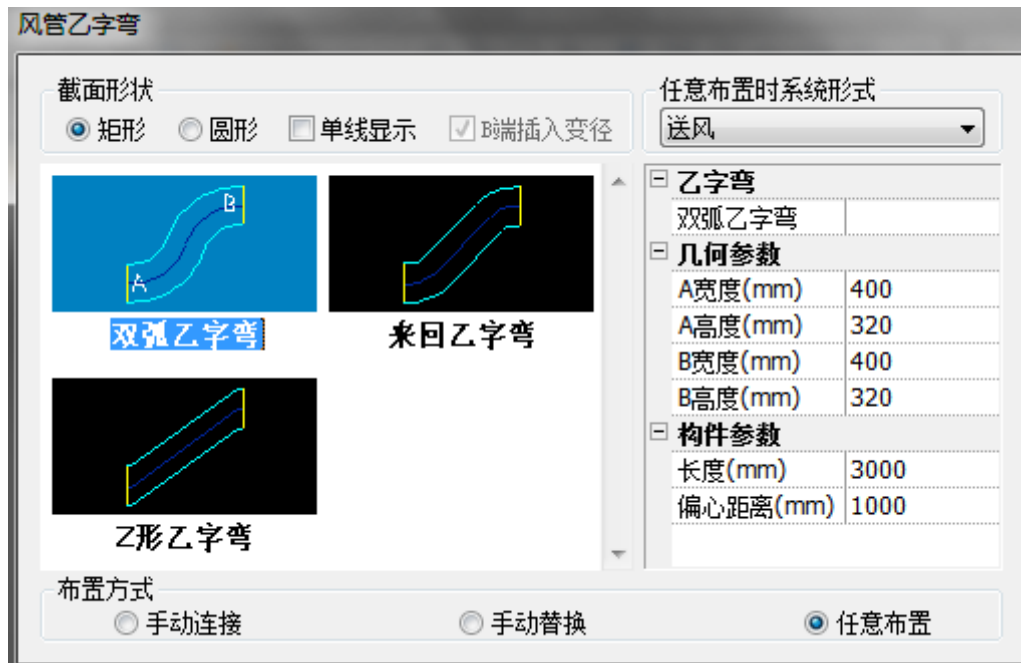 风管乙字弯
截面形状
矩形 圆形 单线显示 B端插入变径
任意布置时系统形式
送风
B
A
双弧乙字弯
来回乙字弯
Z形乙字弯
乙字弯
双弧乙字弯
几何参数
A宽度(mm) 400
A高度(mm) 320
B宽度(mm) 400
B高度(mm) 320
构件参数
长度(mm) 3000
偏心距离(mm) 1000
布置方式
手动连接 手动替换 任意布置